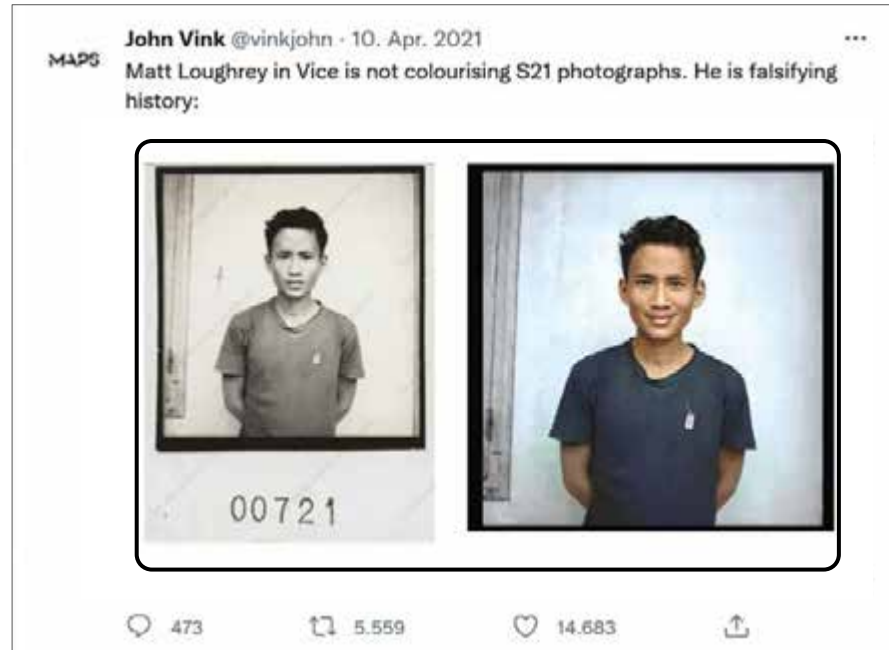 John Vink @vinkjohn · 10. Apr. 2021
MAPS
Matt Loughrey in Vice is not colourising S21 photographs. He is falsifying
history:
00721
473 5.559 14.683